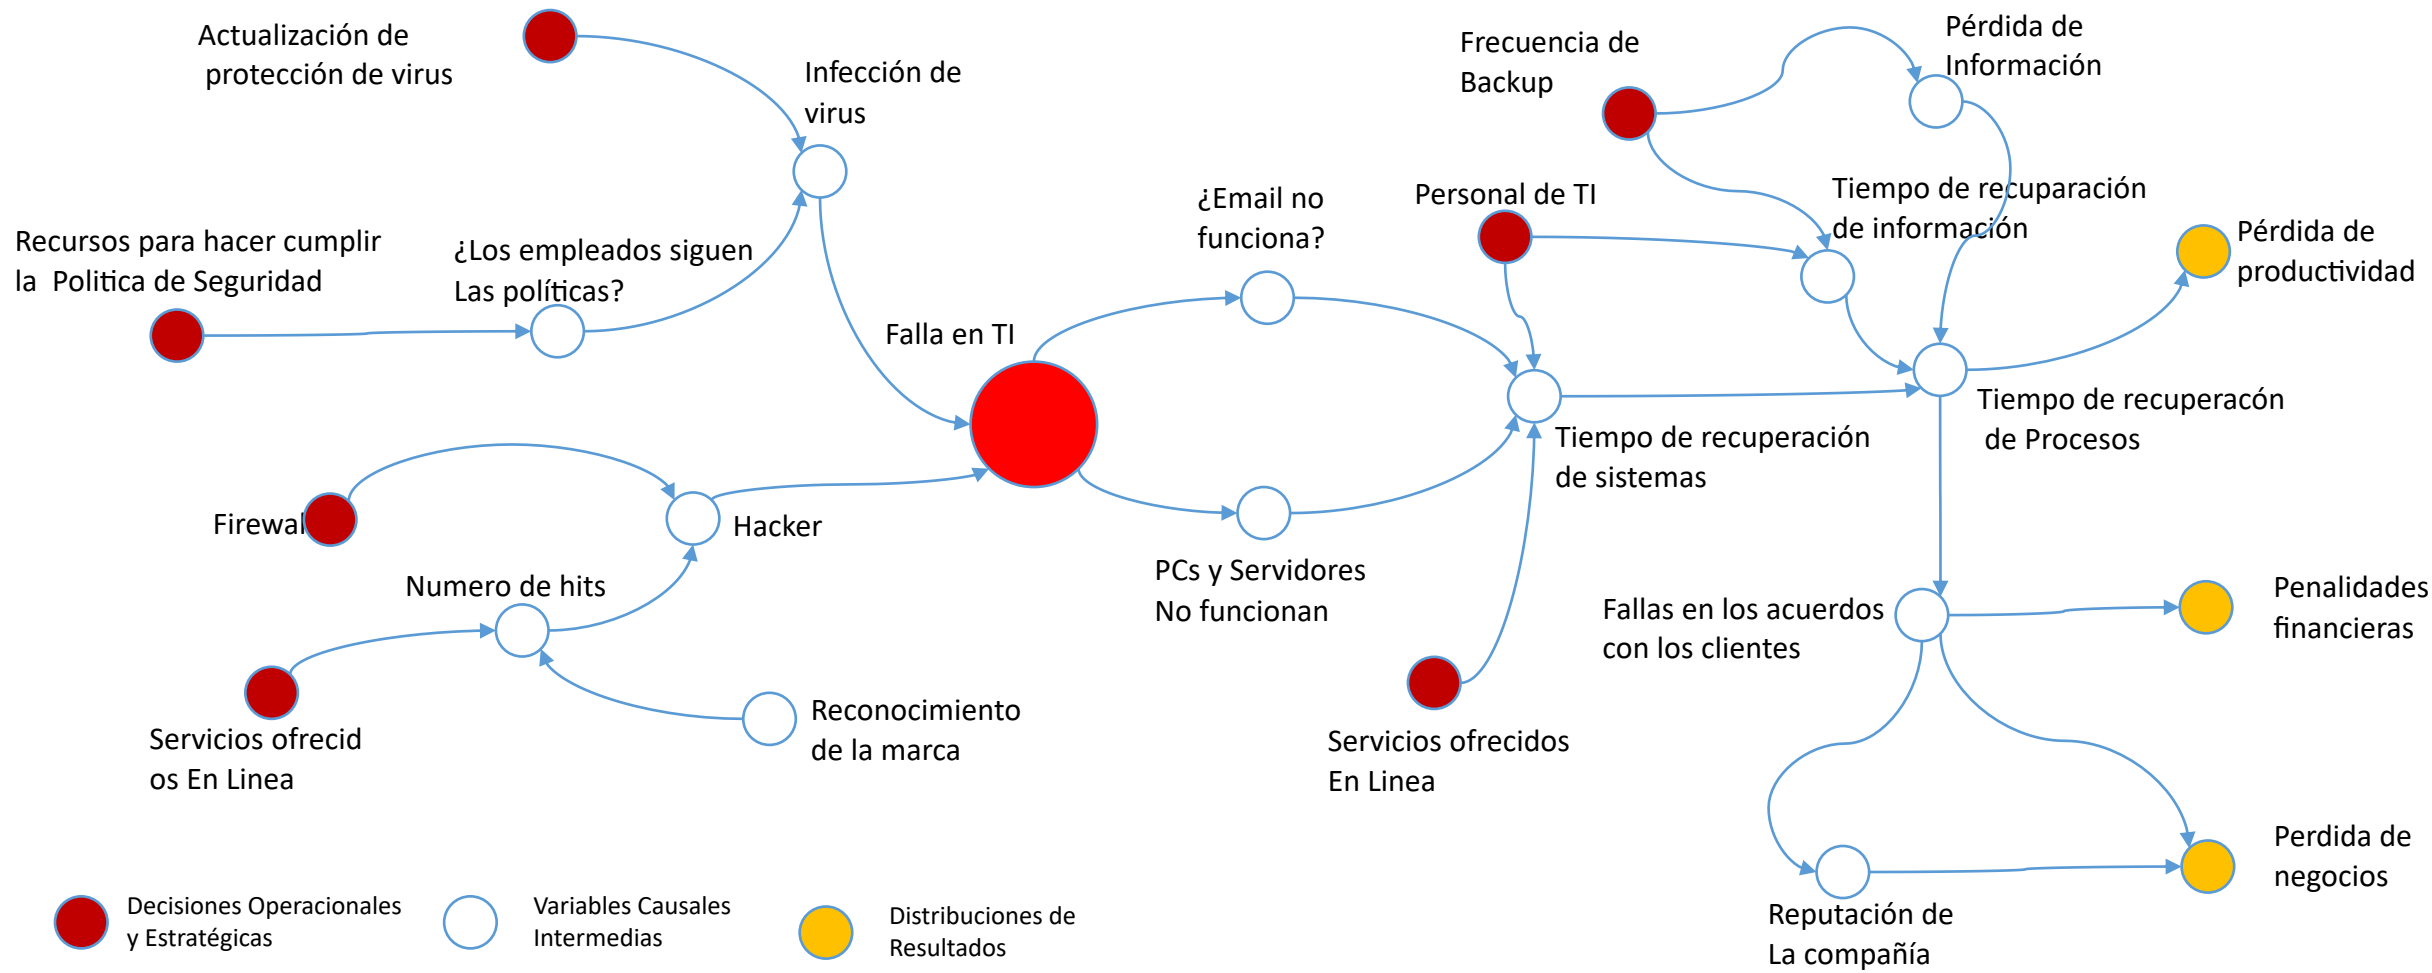 Actualización de
protección de virus
Infección de
virus
Frecuencia de
Backup
Pérdida de
Información
Recursos para hacer cumplir
la Politica de Seguridad
¿Los empleados siguen
Las políticas?
¿Email no
funciona?
Personal de TI
Tiempo de recuparación
de información
Pérdida de
productividad
Falla en TI
Tiempo de recuperacón
de Procesos
Tiempo de recuperación
de sistemas
Firewal
Hacker
Numero de hits
PCs y Servidores
No funcionan
Fallas en los acuerdos
con los clientes
Penalidades
financieras
Servicios ofrecid
os En Linea
Reconocimiento
de la marca
Servicios ofrecidos
En Linea
Perdida de
negocios
Reputación de
La compañía
Decisiones Operacionales
y Estratégicas
Variables Causales
Intermedias
Distribuciones de
Resultados